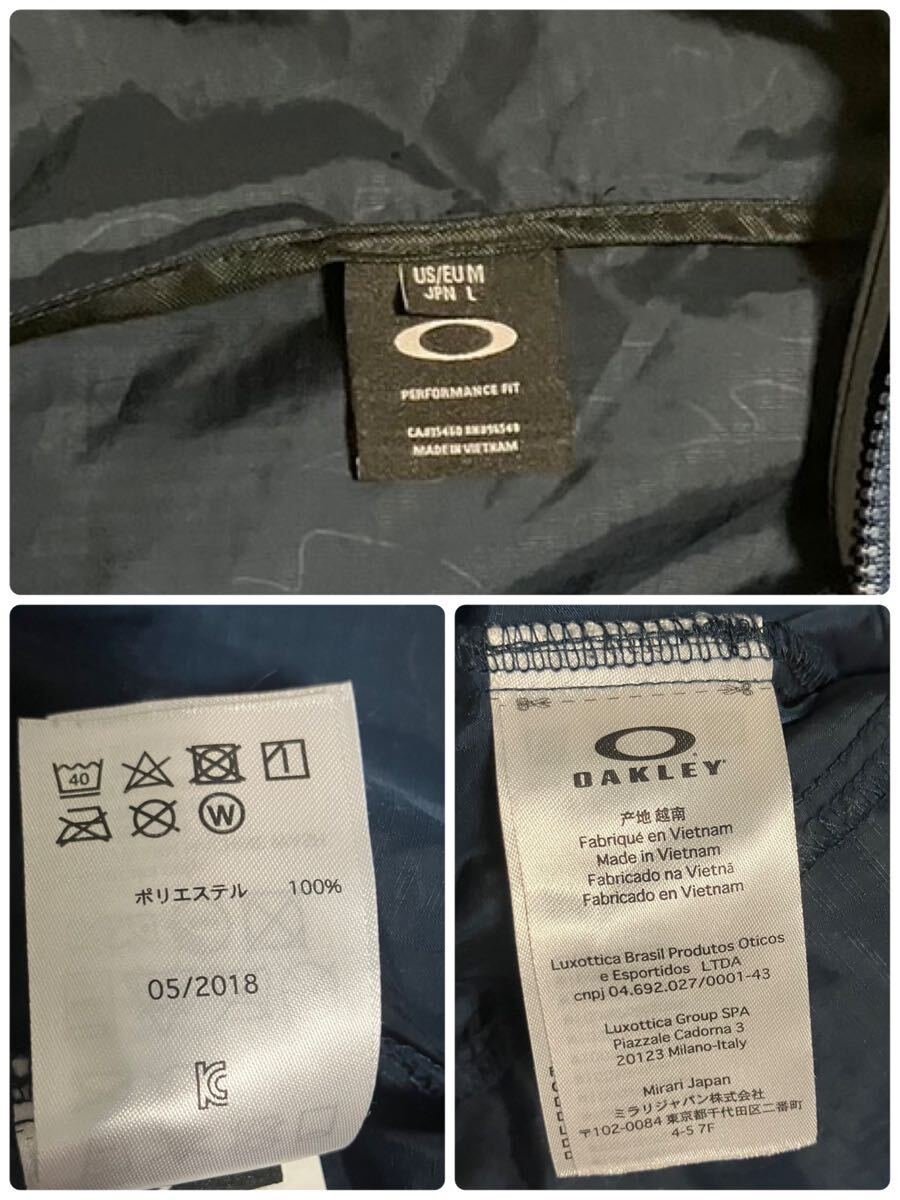 US/EU M
JPN L
PERFORMANCE FIT
MADE IN VIETNAM
40
W
ポリエステル 100%
05/2018
OAKLEY
产地 越南
Fabriqué en Vietnam
Made in Vietnam
Fabricado na Vietnã
Fabricado en Vietnam
Luxottica Brasil Produtos Oticos
e Esportidos LTDA
cnpj 04.692.027/0001-43
Luxottica Group SPA
Piazzale Cadorna 3
20123 Milano-Italy
Mirari Japan
ミラリジャパン株式会社
〒102-0084 東京都千代田区二番町
4-5 7F